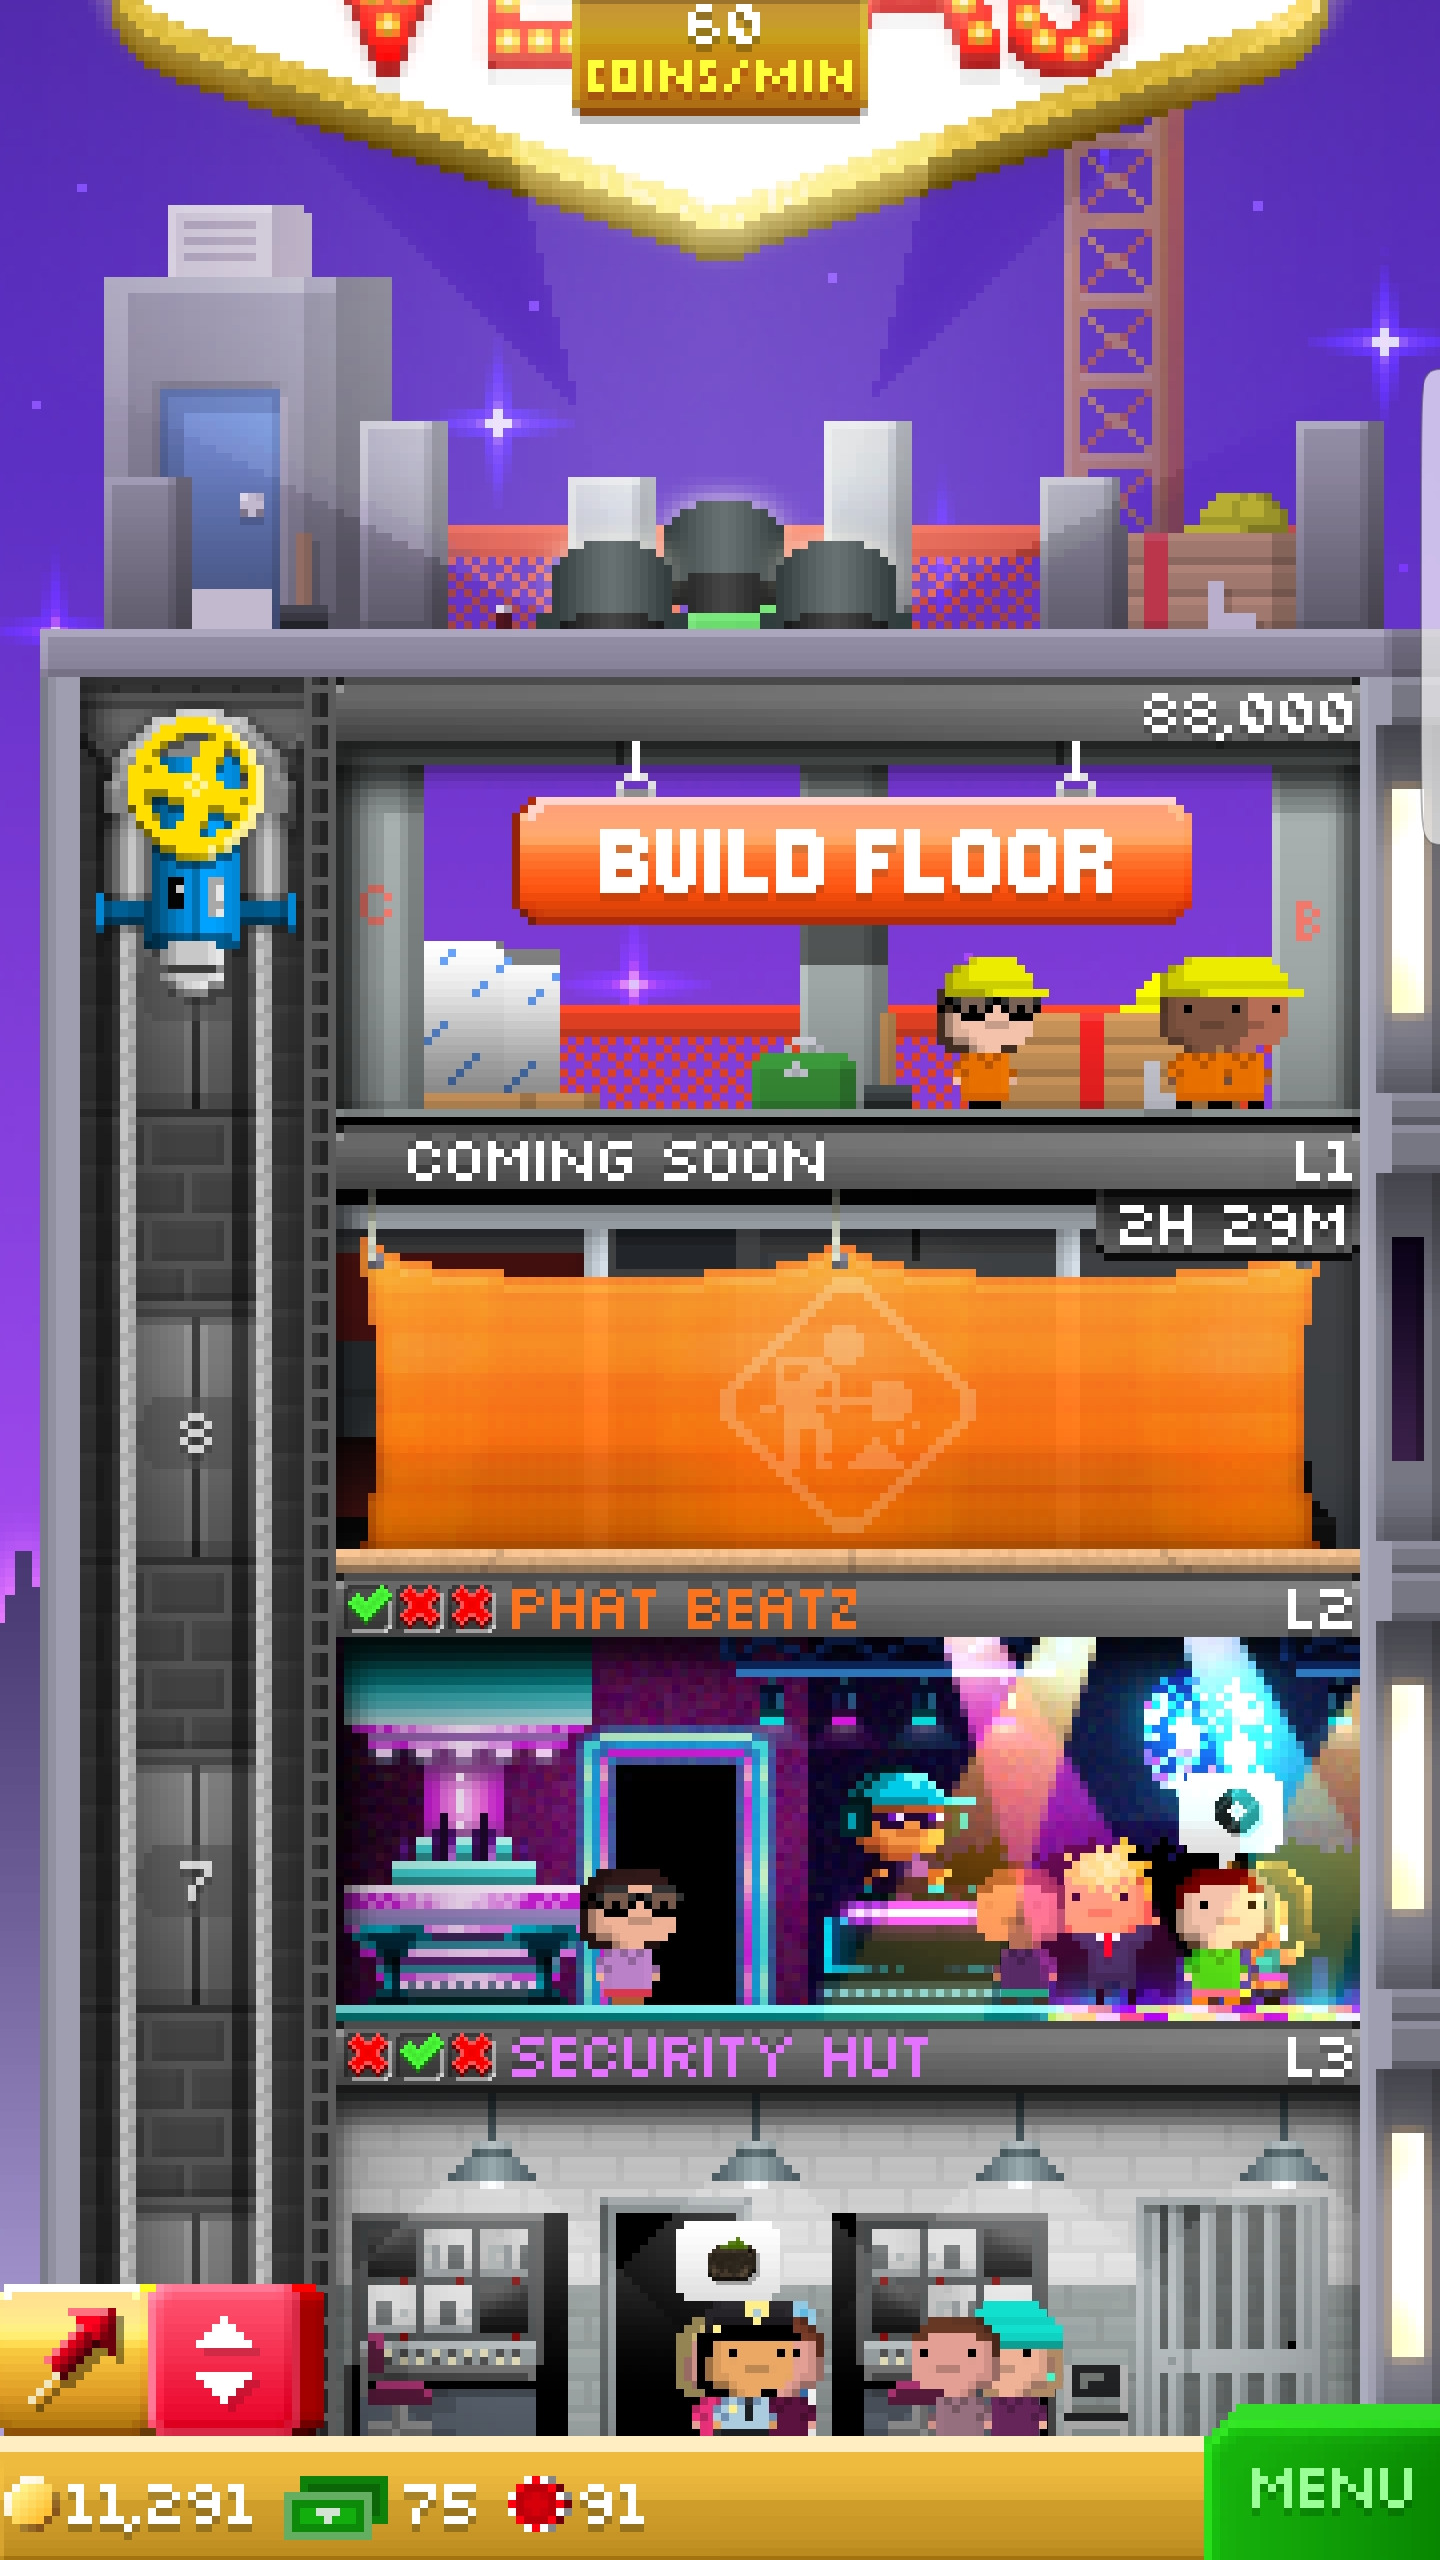 60
COINS/MIN
88,000
BUILD FLOOR
C
B
COMING SOON
L1
2H 29M
8
PHAT BEATZ
L2
7
SECURITY HUT
L3
11,291
75
91
MENU